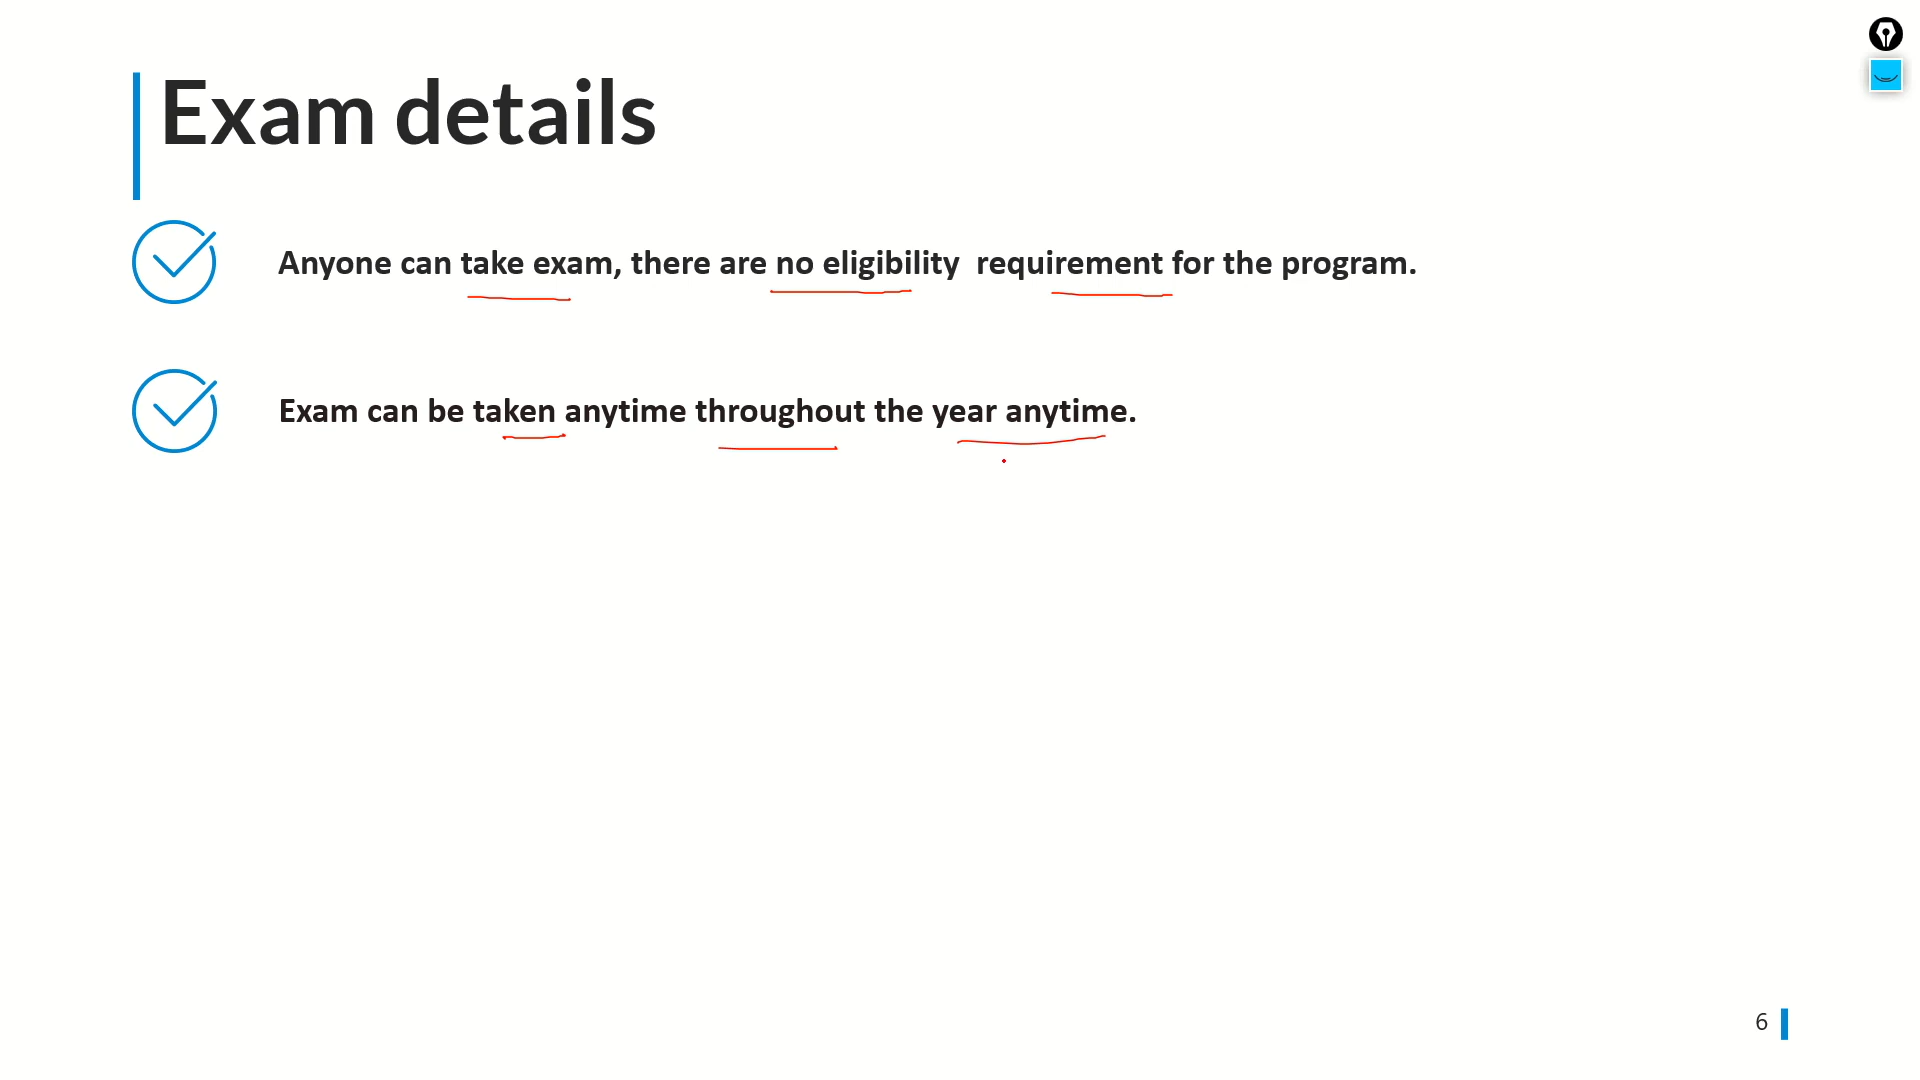 Exam details
Anyone can take exam, there are no eligibility requirement for the program.
Exam can be taken anytime throughout the year anytime.
6